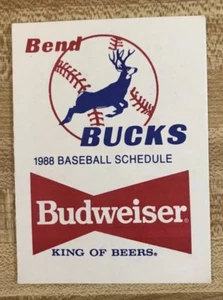 Bend
BUCKS
1988 BASEBALL SCHEDULE
Budweiser®
KING OF BEERS®